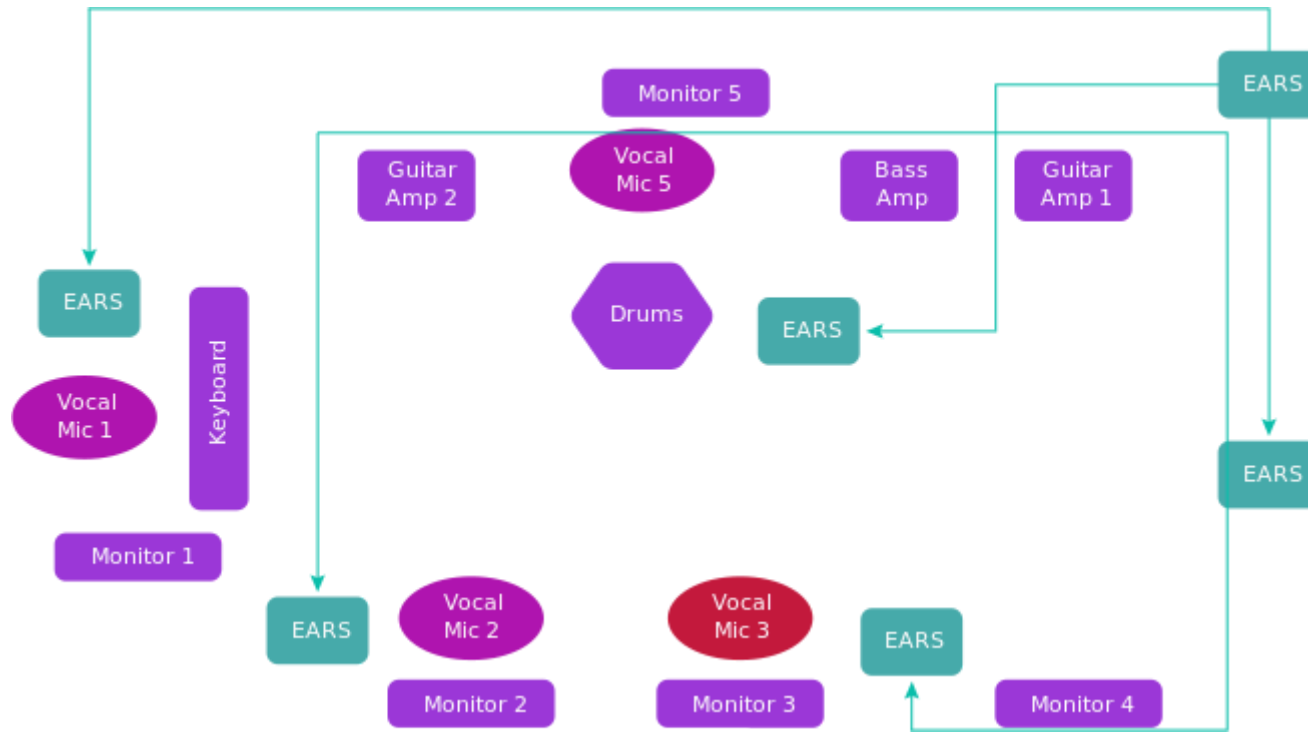 EARS
Monitor 5
Vocal
Mic 5
Guitar
Amp 2
Bass
Amp
Guitar
Amp 1
EARS
Drums
EARS
Keyboard
Vocal
Mic 1
EARS
Monitor 1
Vocal
Mic 2
Vocal
Mic 3
EARS
EARS
Monitor 2
Monitor 3
Monitor 4